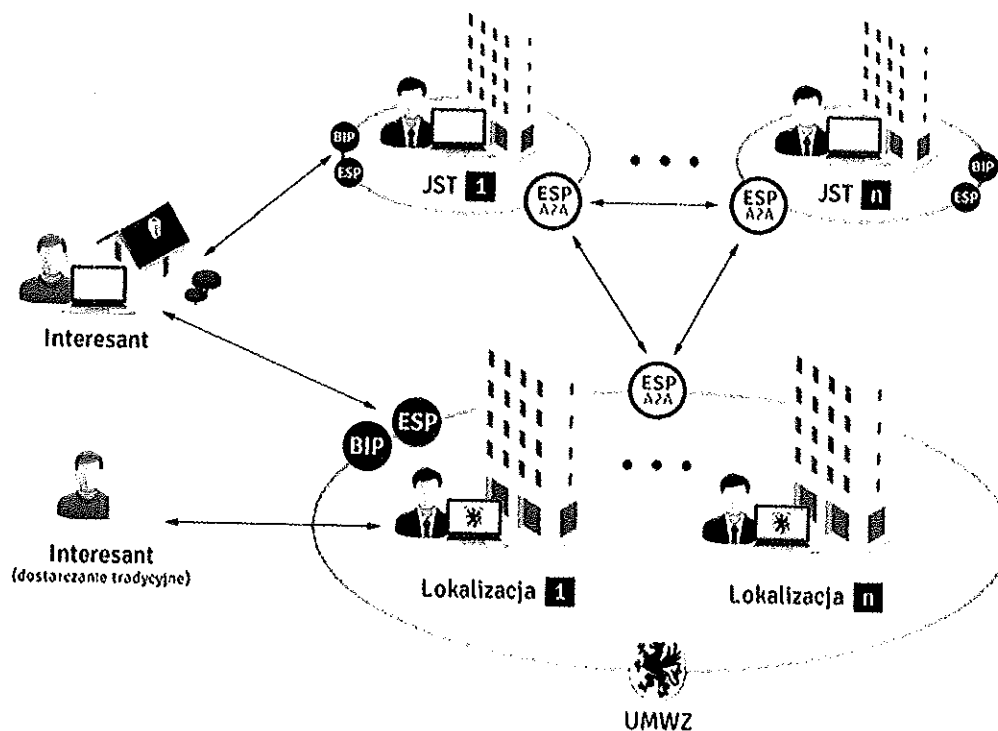 BIP
ESP
JST 1
ESP
A2A
ESP
A2A
JST n
BIP
ESP
Interesant
ESP
A2A
ESP
BIP
Interesant
(dostarczanie tradycyjne)
Lokalizacja 1
Lokalizacja n
UMWZ